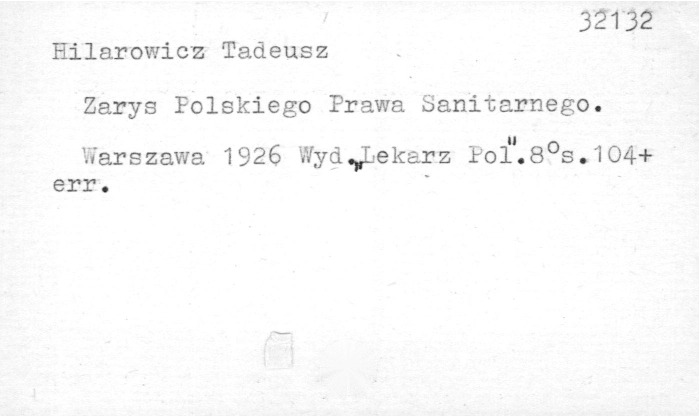 32132
Hilarowicz Tadeusz
Zarys Polskiego Prawa Sanitarnego.
Warszawa 1926 Wyd.„Lekarz Pol".8°s.104+
err.